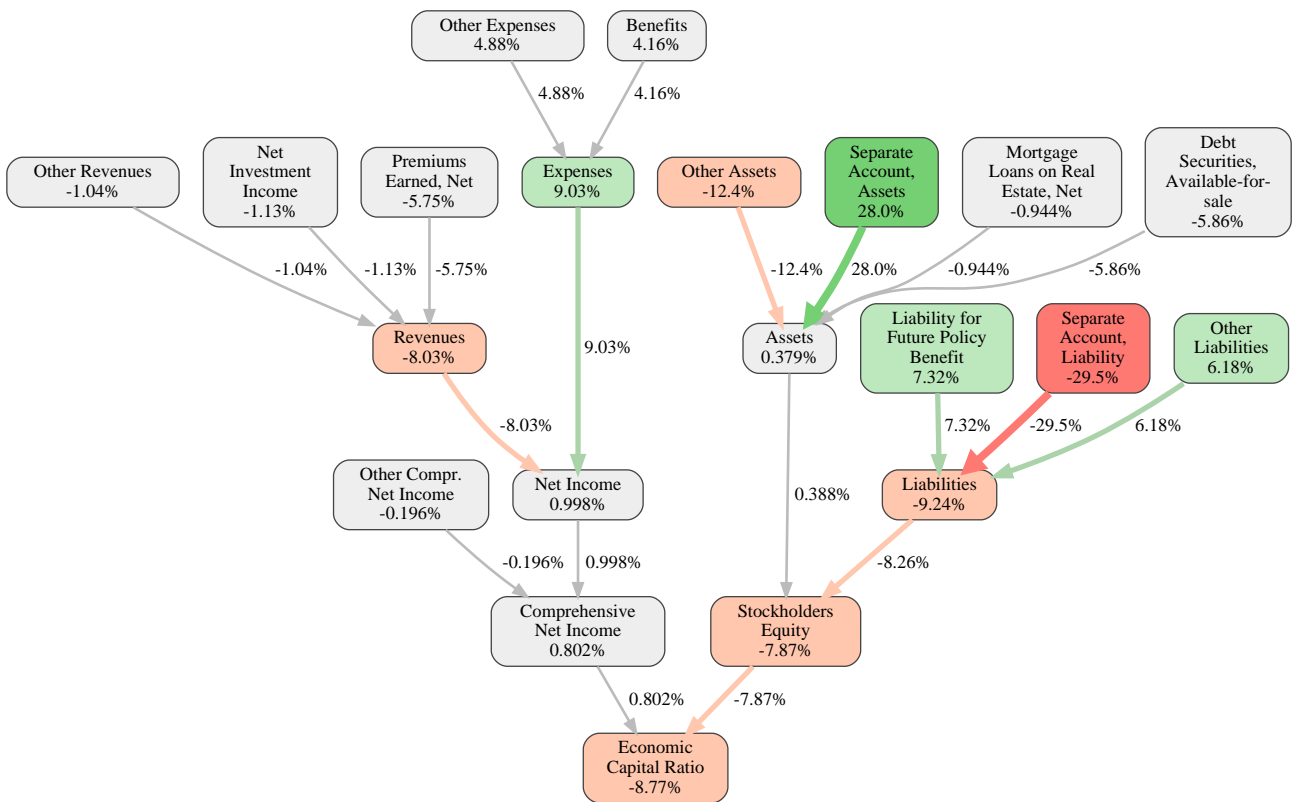 Other Expenses
4.88%
Benefits
4.16%
4.88%
4.16%
Other Revenues
-1.04%
Net
Investment
Income
-1.13%
Premiums
Earned, Net
-5.75%
Expenses
9.03%
Other Assets
-12.4%
Separate
Account,
Assets
28.0%
Mortgage
Loans on Real
Estate, Net
-0.944%
Debt
Securities,
Available-for-
sale
-5.86%
-1.04%
-1.13%
-5.75%
-12.4%
28.0%
-0.944%
-5.86%
Revenues
-8.03%
9.03%
Assets
0.379%
Liability for
Future Policy
Benefit
7.32%
Separate
Account,
Liability
-29.5%
Other
Liabilities
6.18%
-8.03%
7.32%
-29.5%
6.18%
Other Compr.
Net Income
-0.196%
Net Income
0.998%
0.388%
Liabilities
-9.24%
-0.196%
0.998%
-8.26%
Comprehensive
Net Income
0.802%
Stockholders
Equity
-7.87%
0.802%
-7.87%
Economic
Capital Ratio
-8.77%